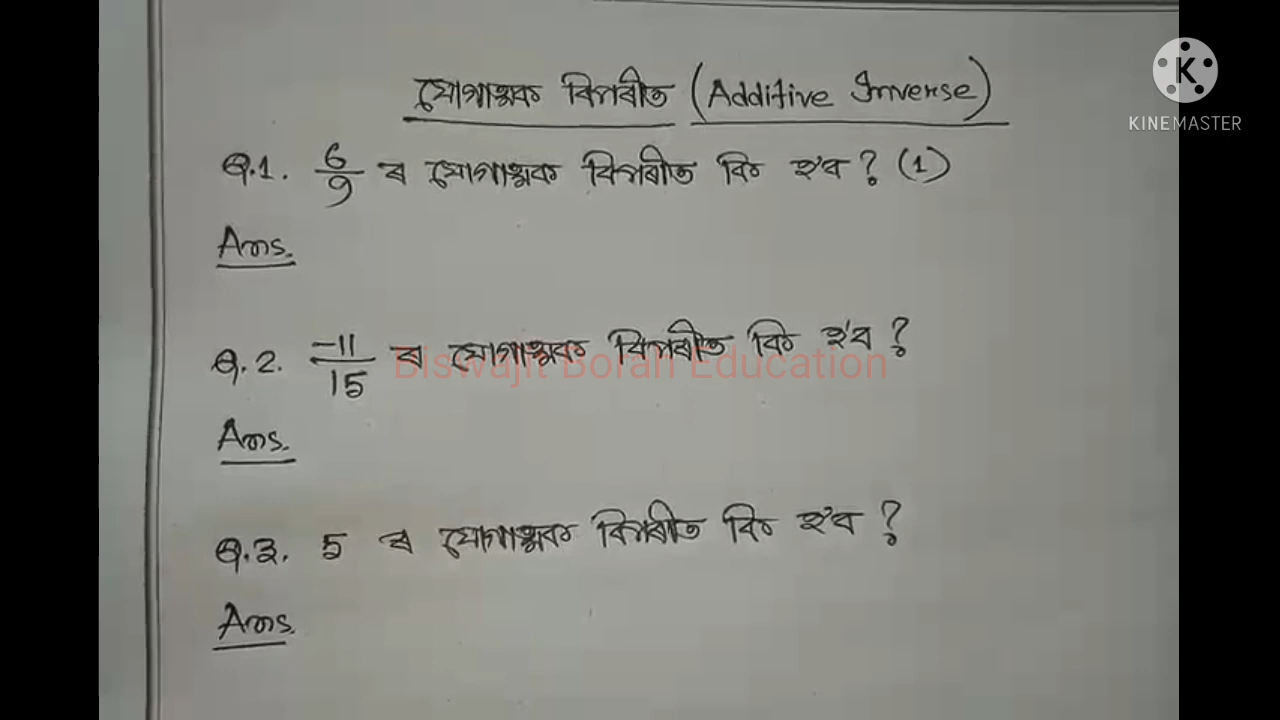 যোগাত্মক বিপৰীত (Additive Inverse)
K
KINEMASTER
Q.1. 6/9 ৰ যোগাত্মক বিপৰীত কি হ'ব ? (1)
Ans.
Q.2. -11/15 ৰ যোগাত্মক বিপৰীত কি হ'ব ?
Biswajit Borah Education
Ans.
Q.3. 5 ৰ যোগাত্মক বিপৰীত কি হ'ব ?
Ans.